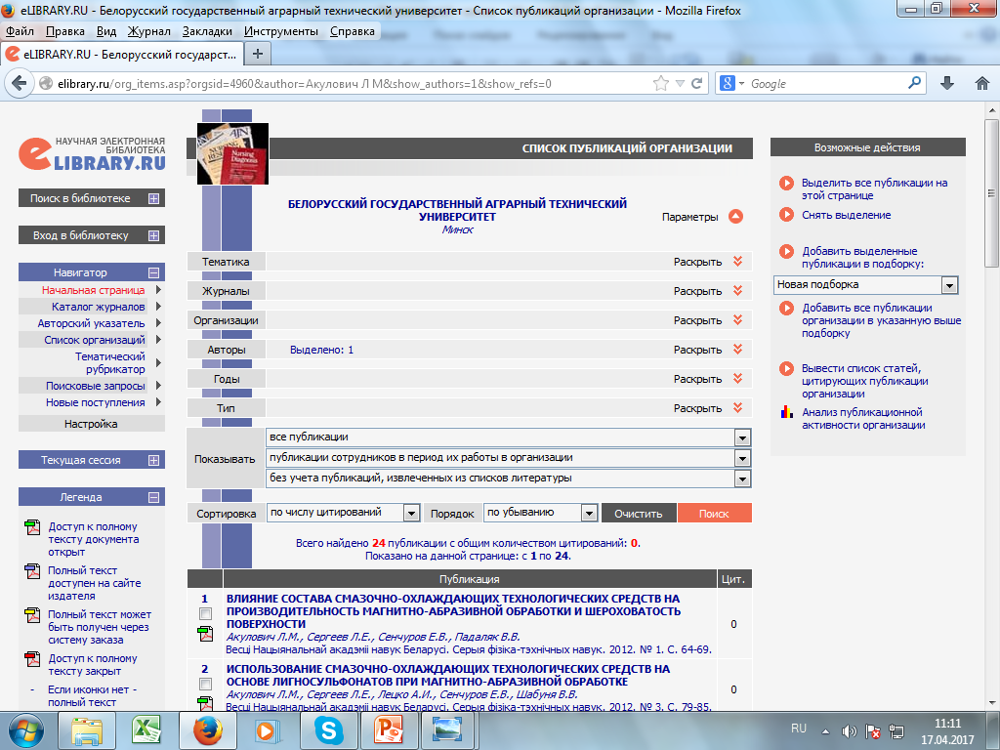 eLIBRARY.RU - Белорусский государственный аграрный технический университет - Список публикаций организации - Mozilla Firefox
Файл Правка Вид Журнал Закладки Инструменты Справка
eLIBRARY.RU - Белорусский государст...
elibrary.ru/org_items.asp?orgsid=4960&author=Акулович Л М&show_authors=1&show_refs=0
Google
НАУЧНАЯ ЭЛЕКТРОННАЯ
БИБЛИОТЕКА
eLIBRARY.RU
Поиск в библиотеке
Вход в библиотеку
Навигатор
Начальная страница
Каталог журналов
Авторский указатель
Список организаций
Тематический
рубрикатор
Поисковые запросы
Новые поступления
Настройка
Текущая сессия
Легенда
Доступ к полному
тексту документа
открыт
Полный текст
доступен на сайте
издателя
Полный текст может
быть получен через
систему заказа
Доступ к полному
тексту закрыт
- Если иконки нет -
полный текст
СПИСОК ПУБЛИКАЦИЙ ОРГАНИЗАЦИИ
БЕЛОРУССКИЙ ГОСУДАРСТВЕННЫЙ АГРАРНЫЙ ТЕХНИЧЕСКИЙ
УНИВЕРСИТЕТ
Минск
Параметры
Тематика Раскрыть
Журналы Раскрыть
Организации Раскрыть
Авторы Выделено: 1 Раскрыть
Годы Раскрыть
Тип Раскрыть
Показывать
все публикации
публикации сотрудников в период их работы в организации
без учета публикаций, извлеченных из списков литературы
Сортировка по числу цитирований Порядок по убыванию Очистить Поиск
Всего найдено 24 публикации с общим количеством цитирований: 0.
Показано на данной странице: с 1 по 24.
Публикация Цит.
1 ВЛИЯНИЕ СОСТАВА СМАЗОЧНО-ОХЛАЖДАЮЩИХ ТЕХНОЛОГИЧЕСКИХ СРЕДСТВ НА
ПРОИЗВОДИТЕЛЬНОСТЬ МАГНИТНО-АБРАЗИВНОЙ ОБРАБОТКИ И ШЕРОХОВАТОСТЬ
ПОВЕРХНОСТИ
Акулович Л.М., Сергеев Л.Е., Сенчуров Е.В., Падаляк В.В.
Весці Нацыянальнай акадэміі навук Беларусі. Серыя фізіка-тэхнічных навук. 2012. № 1. С. 64-69.
0
2 ИСПОЛЬЗОВАНИЕ СМАЗОЧНО-ОХЛАЖДАЮЩИХ ТЕХНОЛОГИЧЕСКИХ СРЕДСТВ НА
ОСНОВЕ ЛИГНОСУЛЬФОНАТОВ ПРИ МАГНИТНО-АБРАЗИВНОЙ ОБРАБОТКЕ
Акулович Л.М., Сергеев Л.Е., Лецко А.И., Сенчуров Е.В., Шабуня В.В.
Весці Нацыянальнай акадэміі навук Беларусі. Серыя фізіка-тэхнічных навук. 2012. № 3. С. 79-85.
0
Возможные действия
Выделить все публикации на
этой странице
Снять выделение
Добавить выделенные
публикации в подборку:
Новая подборка
Добавить все публикации
организации в указанную выше
подборку
Вывести список статей,
цитирующих публикации
организации
Анализ публикационной
активности организации
RU
11:11
17.04.2017